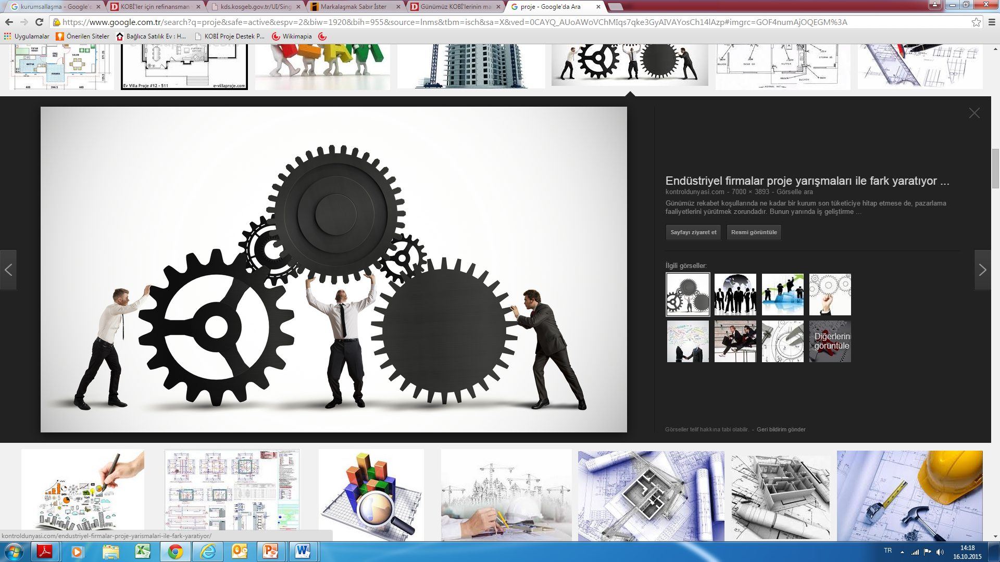 kurumsallaşma - Google'd
KOBİ'ler için refinansman
kds.kosgeb.gov.tr/UI/Sing
Markalaşmak Sabır İster
Günümüz KOBİ'lerinin ma
proje - Google'da Ara
https://www.google.com.tr/search?q=proje&safe=active&espv=2&biw=1920&bih=955&source=lnms&tbm=isch&sa=X&ved=0CAYQ_AUoAWoVChMIqs7qke3GyAIVAYosCh14lAzp#imgrc=GOF4numAjOQEGM%3A
Uygulamalar
Önerilen Siteler
Bağlıca Satılık Ev : H...
KOBİ Proje Destek P...
Wikimapia
449 244.5 449
Ev Villa Proje #12 - 511
e-villaproje.com
Endüstriyel firmalar proje yarışmaları ile fark yaratıyor ...
kontroldunyasi.com - 7000 × 3893 - Görselle ara
Günümüz rekabet koşullarında ne kadar bir kurum son tüketiciye hitap etmese de, pazarlama
faaliyetlerini yürütmek zorundadır. Bunun yanında iş geliştirme ...
Sayfayı ziyaret et
Resmi görüntüle
İlgili görseller:
Diğerlerini
görüntüle
Görseller telif hakkına tabi olabilir. - Geri bildirim gönder
kontroldunyasi.com/endustriyel-firmalar-proje-yarismalari-ile-fark-yaratiyor/
TR
14:18
16.10.2015